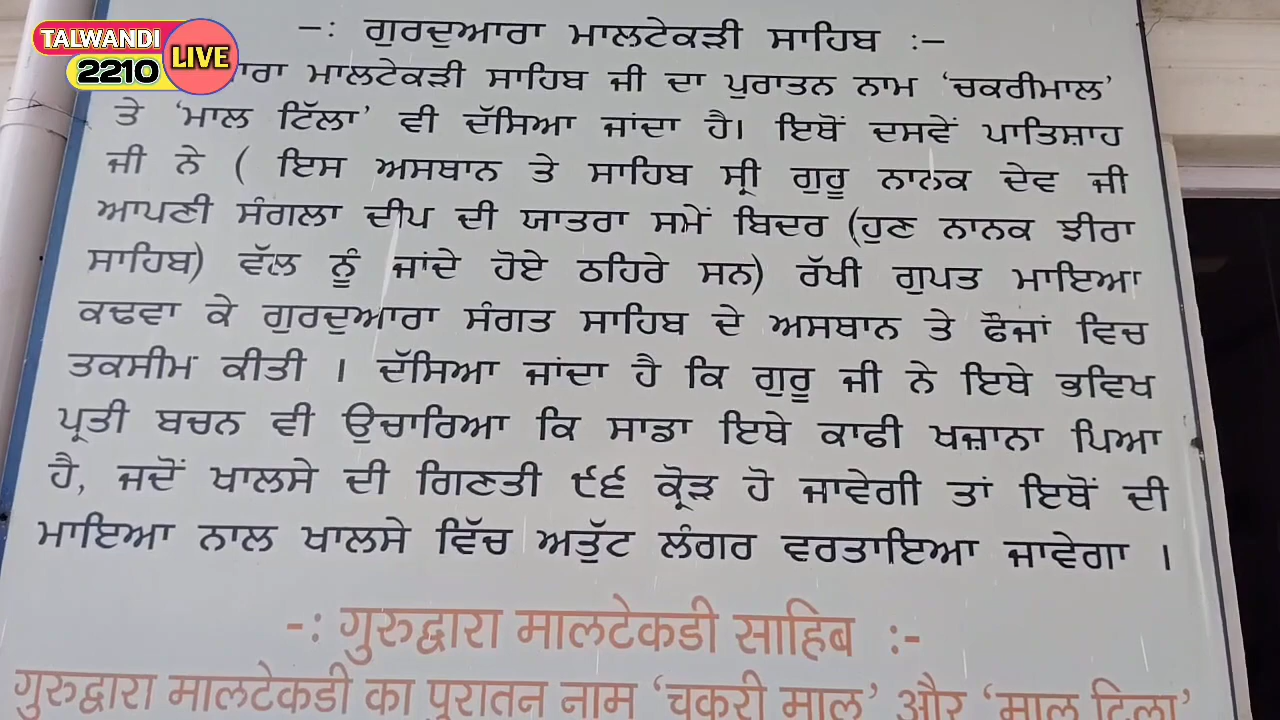 TALWANDI
2210
LIVE
-: ਗੁਰਦੁਆਰਾ ਮਾਲਟੇਕੜੀ ਸਾਹਿਬ :-
ਮਾਲਟੇਕੜੀ ਸਾਹਿਬ ਜੀ ਦਾ ਪੁਰਾਤਨ ਨਾਮ ‘ਚਕਰੀਮਾਲ’
ਤੇ ‘ਮਾਲ ਟਿੱਲਾ’ ਵੀ ਦੱਸਿਆ ਜਾਂਦਾ ਹੈ। ਇਥੋਂ ਦਸਵੇਂ ਪਾਤਿਸ਼ਾਹ
ਜੀ ਨੇ ( ਇਸ ਅਸਥਾਨ ਤੇ ਸਾਹਿਬ ਸ੍ਰੀ ਗੁਰੂ ਨਾਨਕ ਦੇਵ ਜੀ
ਆਪਣੀ ਸੰਗਲਾ ਦੀਪ ਦੀ ਯਾਤਰਾ ਸਮੇਂ ਬਿਦਰ (ਹੁਣ ਨਾਨਕ ਝੀਰਾ
ਸਾਹਿਬ) ਵੱਲ ਨੂੰ ਜਾਂਦੇ ਹੋਏ ਠਹਿਰੇ ਸਨ) ਰੱਖੀ ਗੁਪਤ ਮਾਇਆ
ਕਢਵਾ ਕੇ ਗੁਰਦੁਆਰਾ ਸੰਗਤ ਸਾਹਿਬ ਦੇ ਅਸਥਾਨ ਤੇ ਫੌਜਾਂ ਵਿਚ
ਤਕਸੀਮ ਕੀਤੀ । ਦੱਸਿਆ ਜਾਂਦਾ ਹੈ ਕਿ ਗੁਰੂ ਜੀ ਨੇ ਇਥੇ ਭਵਿਖ
ਪ੍ਰਤੀ ਬਚਨ ਵੀ ਉਚਾਰਿਆ ਕਿ ਸਾਡਾ ਇਥੇ ਕਾਫੀ ਖਜ਼ਾਨਾ ਪਿਆ
ਹੈ, ਜਦੋਂ ਖਾਲਸੇ ਦੀ ਗਿਣਤੀ ੯੬ ਕ੍ਰੋੜ ਹੋ ਜਾਵੇਗੀ ਤਾਂ ਇਥੋਂ ਦੀ
ਮਾਇਆ ਨਾਲ ਖਾਲਸੇ ਵਿੱਚ ਅਤੁੱਟ ਲੰਗਰ ਵਰਤਾਇਆ ਜਾਵੇਗਾ ।
-: गुरुद्वारा मालटेकडी साहिब :-
गुरुद्वारा मालटेकडी का पुरातन नाम ‘चकरी माल’ और ‘माल टिला’